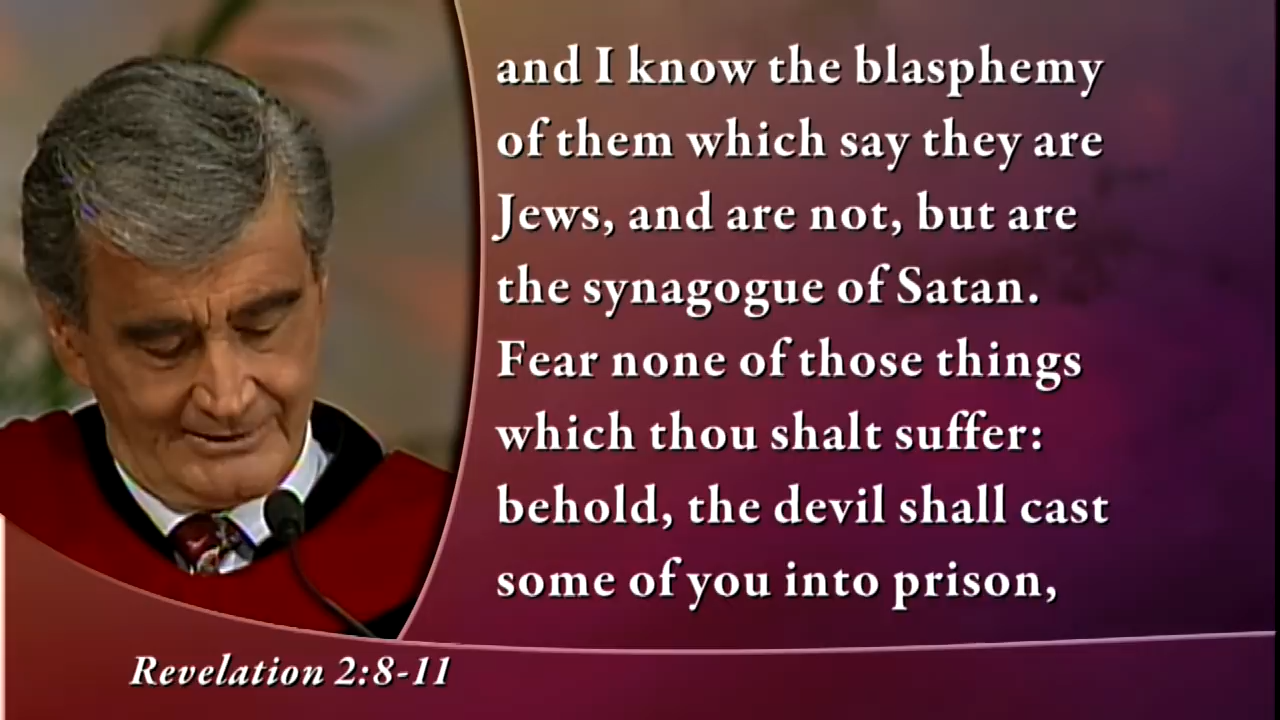 and I know the blasphemy
of them which say they are
Jews, and are not, but are
the synagogue of Satan.
Fear none of those things
which thou shalt suffer:
behold, the devil shall cast
some of you into prison,
Revelation 2:8-11